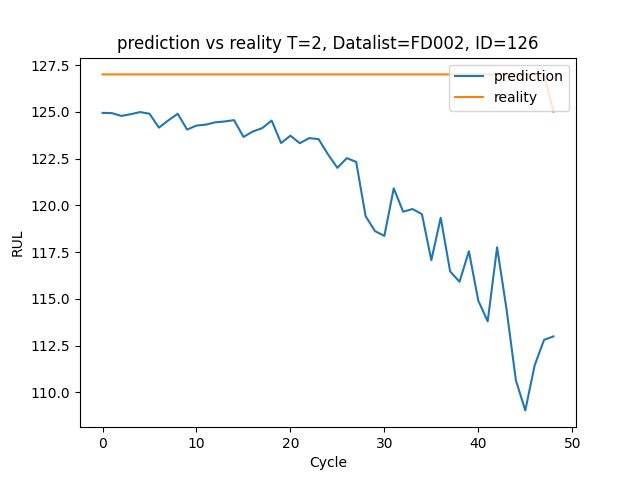 prediction vs reality T=2, Datalist=FD002, ID=126
prediction
reality
127.5
125.0
122.5
120.0
117.5
115.0
112.5
110.0
RUL
0 10 20 30 40 50
Cycle